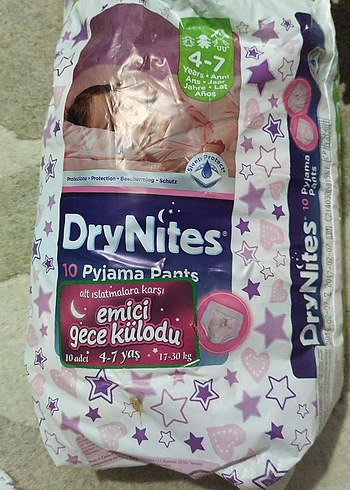 4-7
Years • Anni
Ans • Jaar
Jahre • Lat
Años
Sleep Protect
Protections • Protection • Bescherming • Schutz
DryNites®
10 Pyjama Pants
alt ıslatmalara karşı
emici
gece külodu
10 adet 4-7 yaş 17-30 kg
DryNites
10 Pyjama
Pants